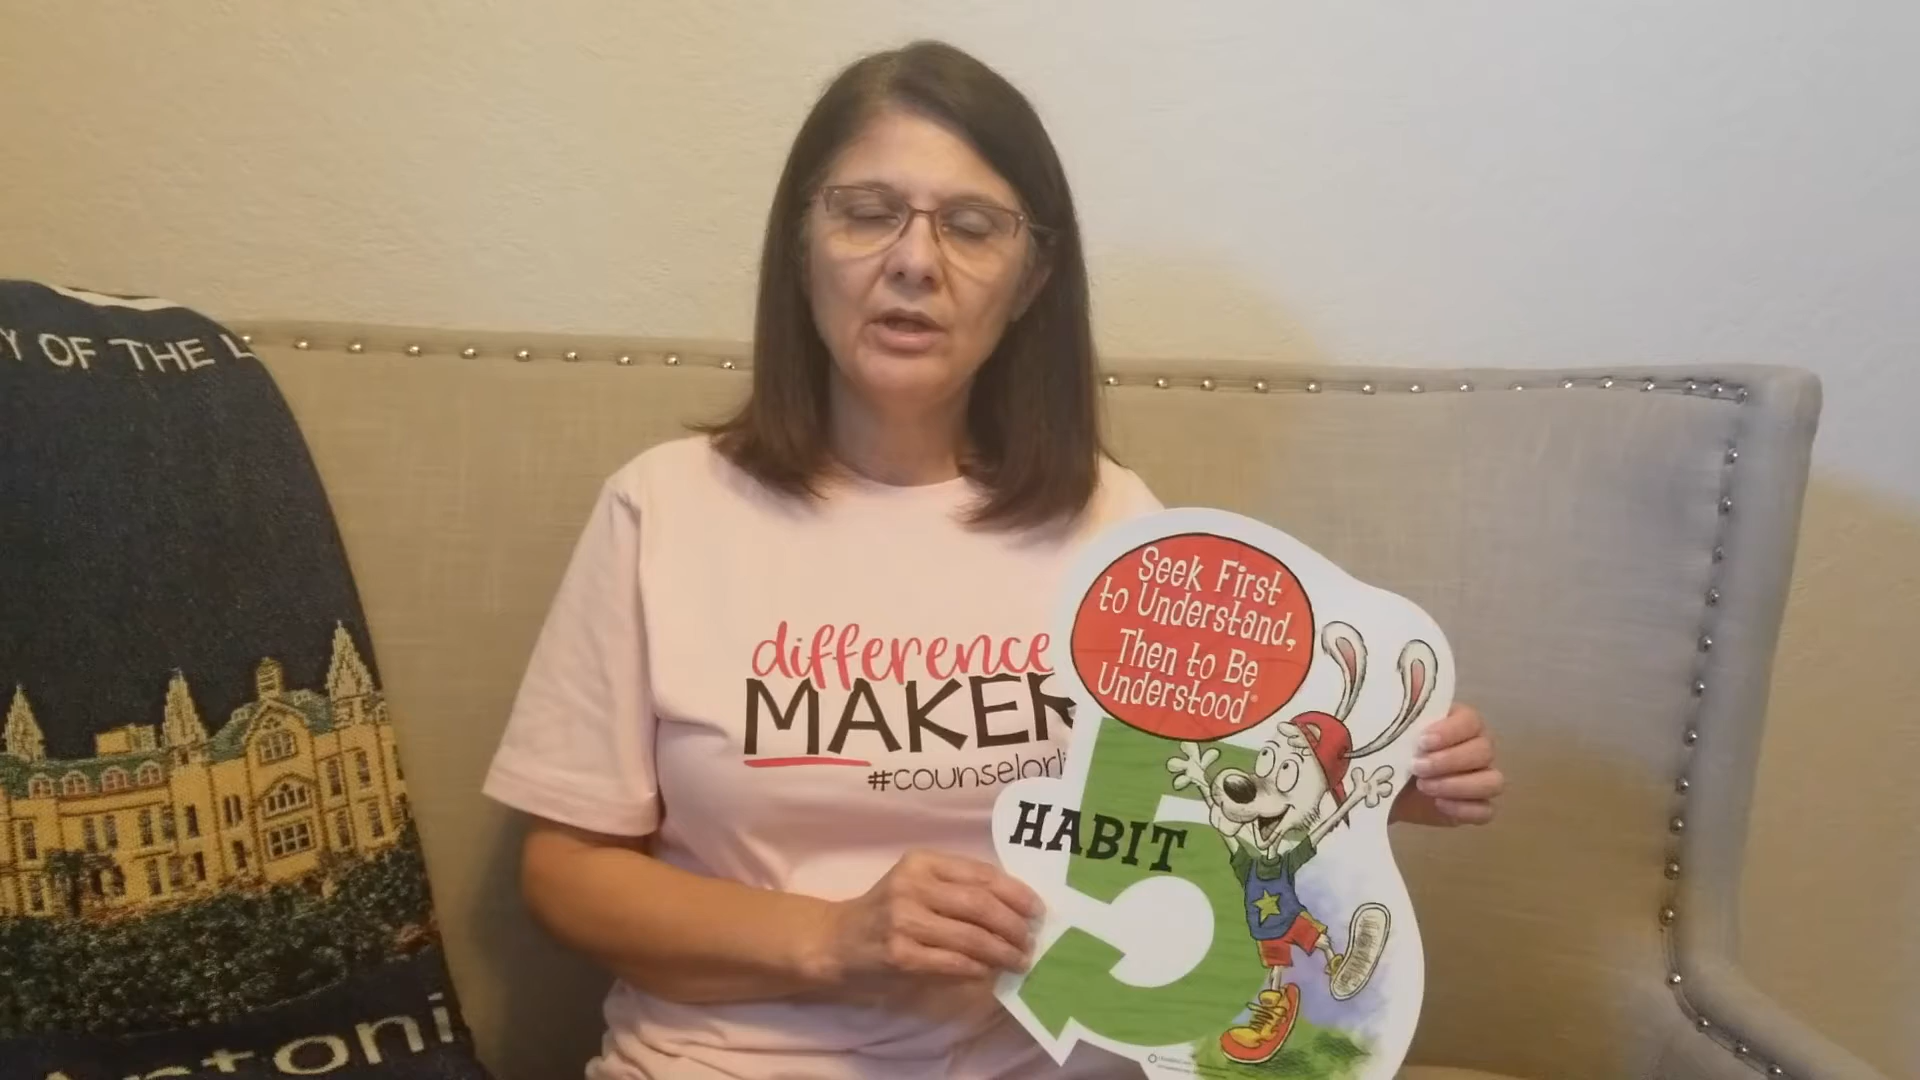 Y OF THE L
Antoni
difference
MAKER
#counselorli
Seek First
to Understand,
Then to Be
Understood
HABIT
5